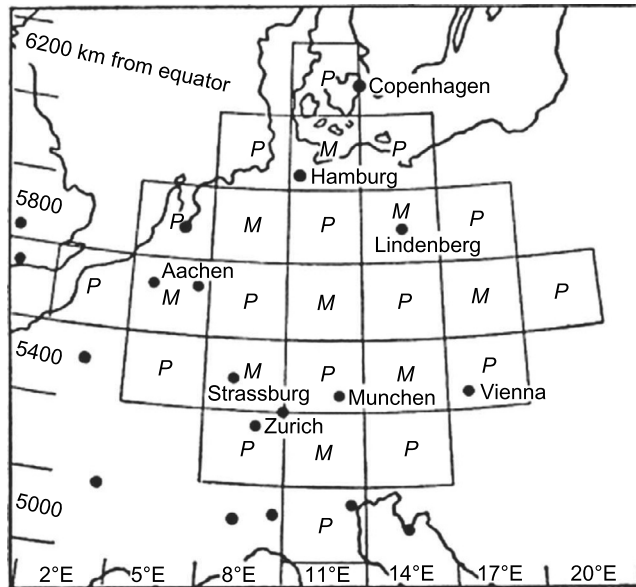 6200 km from equator
P
Copenhagen
P M P
Hamburg
5800
P M P M P
Lindenberg
Aachen
P M P M P M P
5400
P M P M P
Strassburg Munchen Vienna
Zurich
P M P
5000
P
2°E 5°E 8°E 11°E 14°E 17°E 20°E